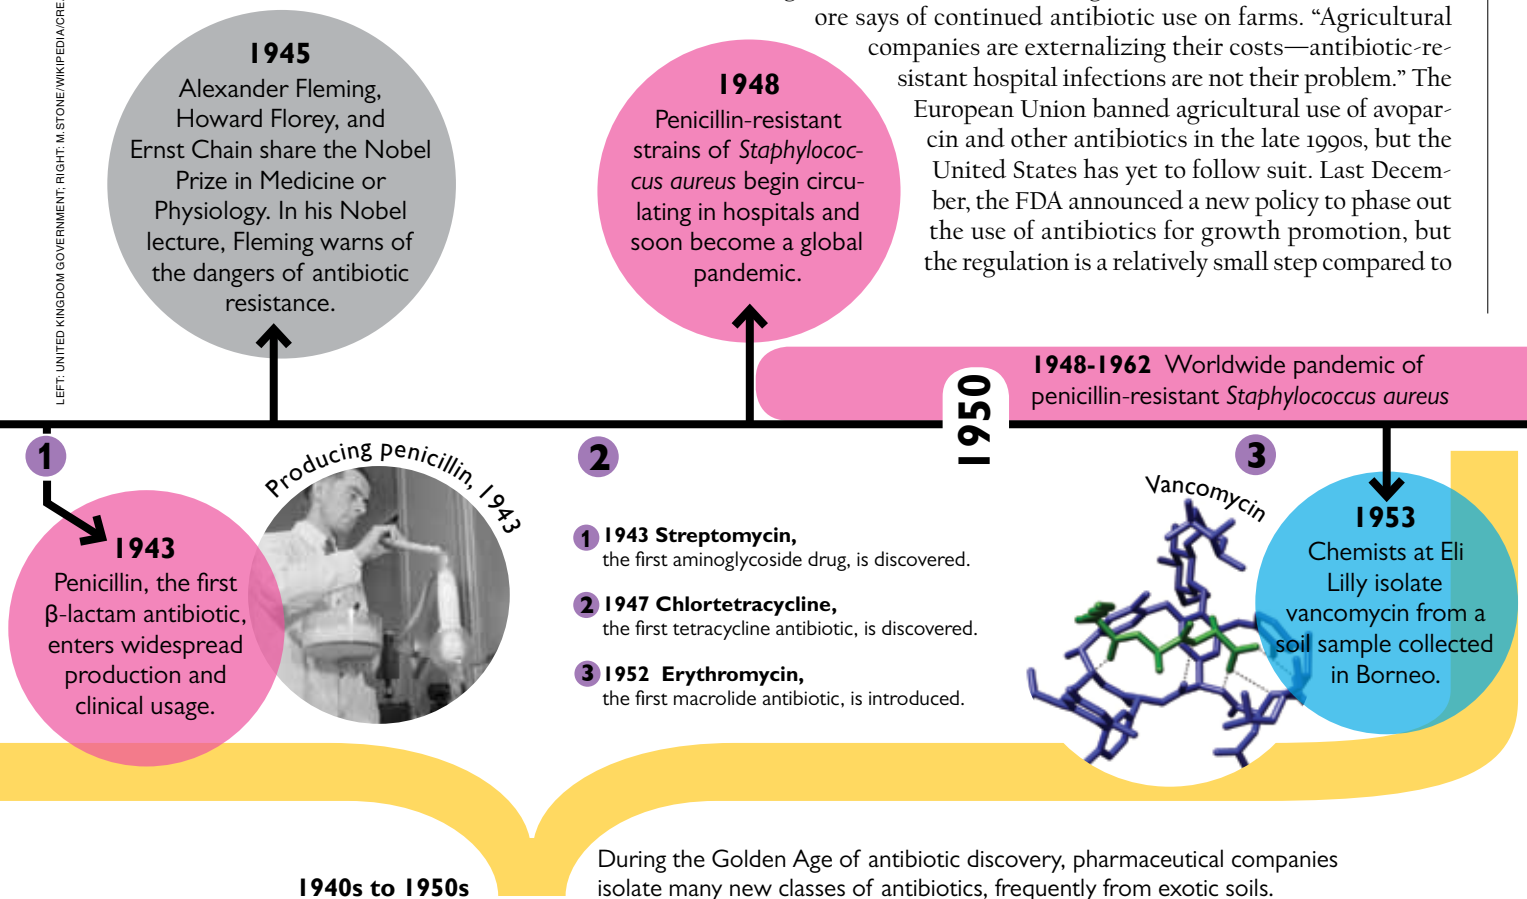 LEFT: UNITED KINGDOM GOVERNMENT; RIGHT: M.STONE/WIKIPEDIA/CRE
ore says of continued antibiotic use on farms. “Agricultural
companies are externalizing their costs—antibiotic-re-
sistant hospital infections are not their problem.” The
European Union banned agricultural use of avopar-
cin and other antibiotics in the late 1990s, but the
United States has yet to follow suit. Last Decem-
ber, the FDA announced a new policy to phase out
the use of antibiotics for growth promotion, but
the regulation is a relatively small step compared to
1945
Alexander Fleming,
Howard Florey, and
Ernst Chain share the Nobel
Prize in Medicine or
Physiology. In his Nobel
lecture, Fleming warns of
the dangers of antibiotic
resistance.
1948
Penicillin-resistant
strains of Staphylococ-
cus aureus begin circu-
lating in hospitals and
soon become a global
pandemic.
1948-1962 Worldwide pandemic of
penicillin-resistant Staphylococcus aureus
1950
1
2
3
1943
Penicillin, the first
β-lactam antibiotic,
enters widespread
production and
clinical usage.
Producing penicillin, 1943
1 1943 Streptomycin,
the first aminoglycoside drug, is discovered.
2 1947 Chlortetracycline,
the first tetracycline antibiotic, is discovered.
3 1952 Erythromycin,
the first macrolide antibiotic, is introduced.
Vancomycin
1953
Chemists at Eli
Lilly isolate
vancomycin from a
soil sample collected
in Borneo.
1940s to 1950s
During the Golden Age of antibiotic discovery, pharmaceutical companies
isolate many new classes of antibiotics, frequently from exotic soils.